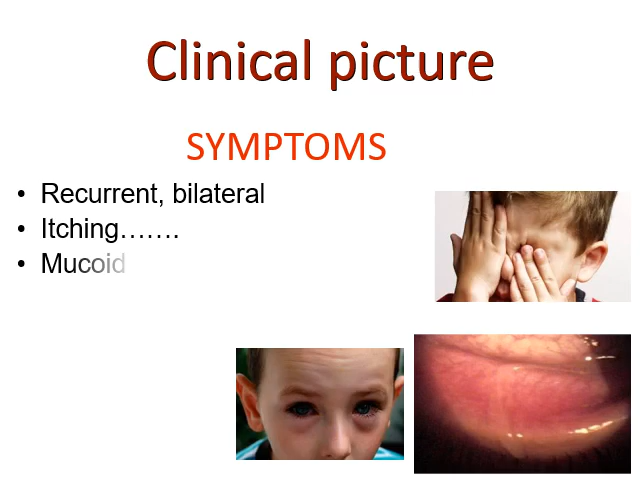 Clinical picture
SYMPTOMS
• Recurrent, bilateral
• Itching…….
• Mucoid